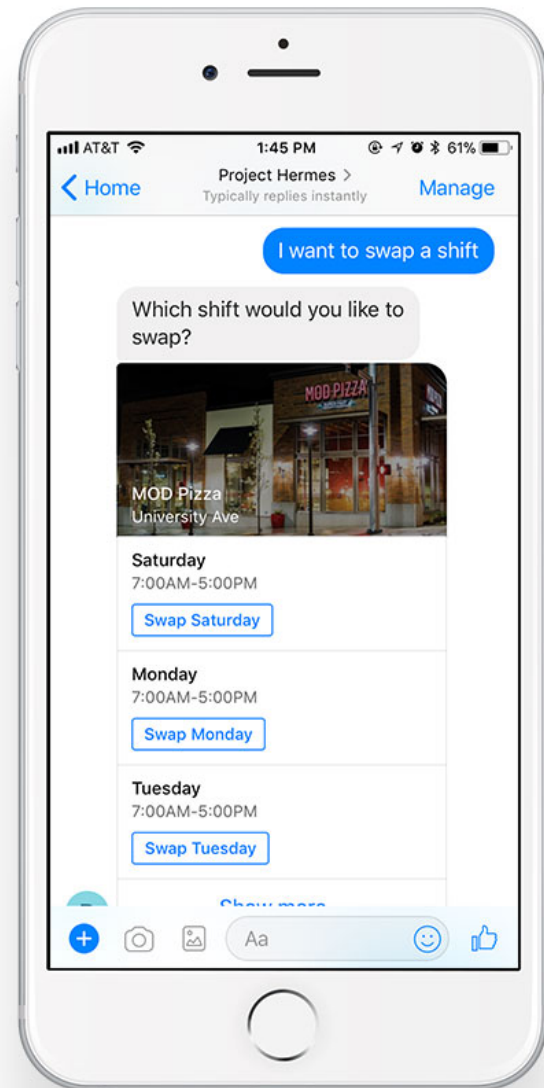 AT&T 1:45 PM 61%
Home Project Hermes > Manage
Typically replies instantly
I want to swap a shift
Which shift would you like to
swap?
MOD PIZZA
MOD Pizza
University Ave
Saturday
7:00AM-5:00PM
Swap Saturday
Monday
7:00AM-5:00PM
Swap Monday
Tuesday
7:00AM-5:00PM
Swap Tuesday
Show more
Aa